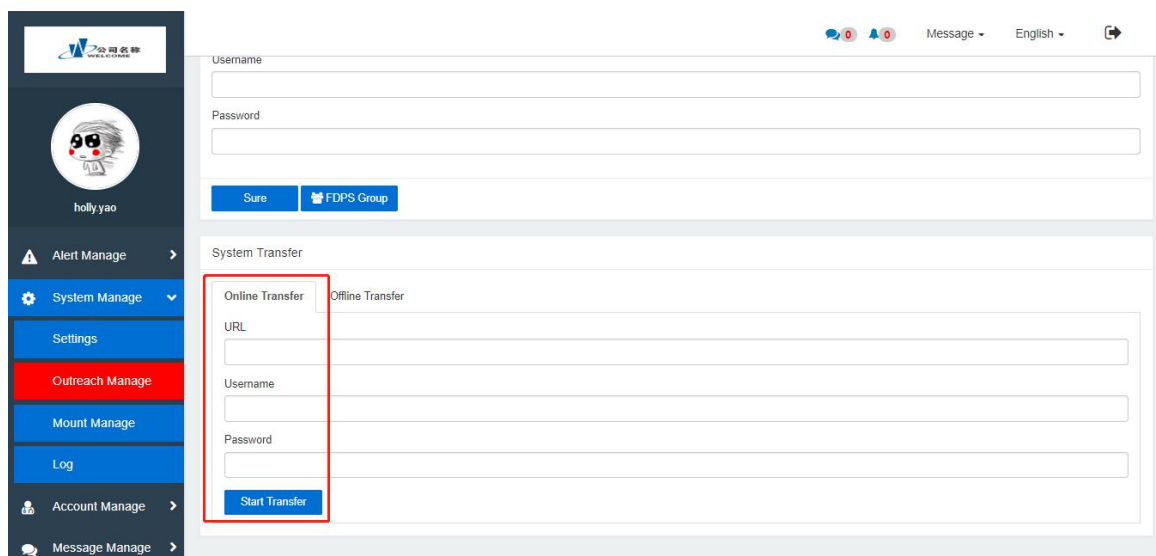 公司名称
WELCOME
0
0
Message
English
holly.yao
Alert Manage
System Manage
Settings
Outreach Manage
Mount Manage
Log
Account Manage
Message Manage
Username
Password
Sure
FDPS Group
System Transfer
Online Transfer
Offline Transfer
URL
Username
Password
Start Transfer